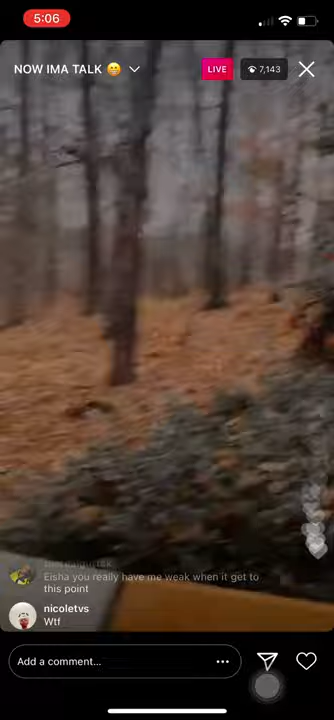 5:06
NOW IMA TALK 😁
LIVE
7,143
Eisha you really have me weak when it get to
this point
nicoletvs
Wtf
Add a comment...